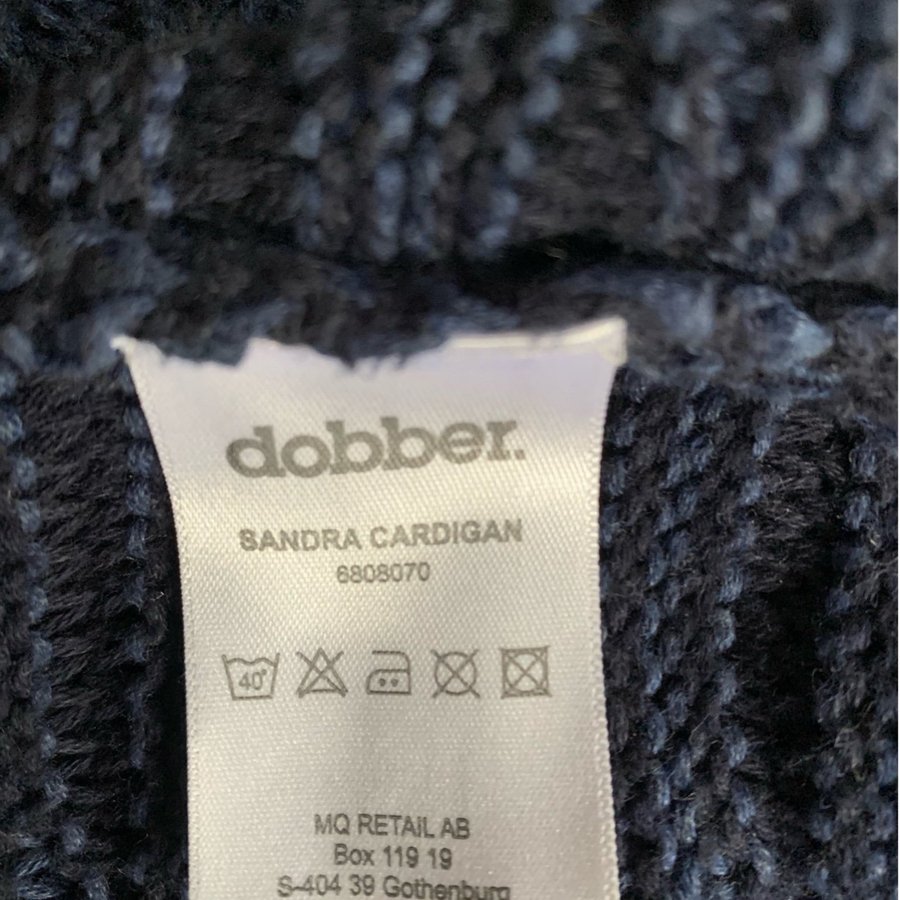 dobber.
SANDRA CARDIGAN
6808070
40°
MQ RETAIL AB
Box 119 19
S-404 39 Gothenburg